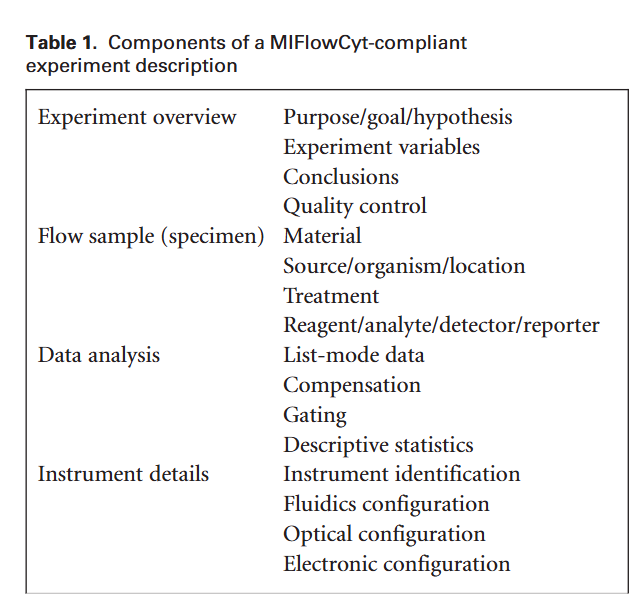 Table 1. Components of a MIFlowCyt-compliant
experiment description
Experiment overview Purpose/goal/hypothesis
Experiment variables
Conclusions
Quality control
Flow sample (specimen) Material
Source/organism/location
Treatment
Reagent/analyte/detector/reporter
Data analysis List-mode data
Compensation
Gating
Descriptive statistics
Instrument details Instrument identification
Fluidics configuration
Optical configuration
Electronic configuration